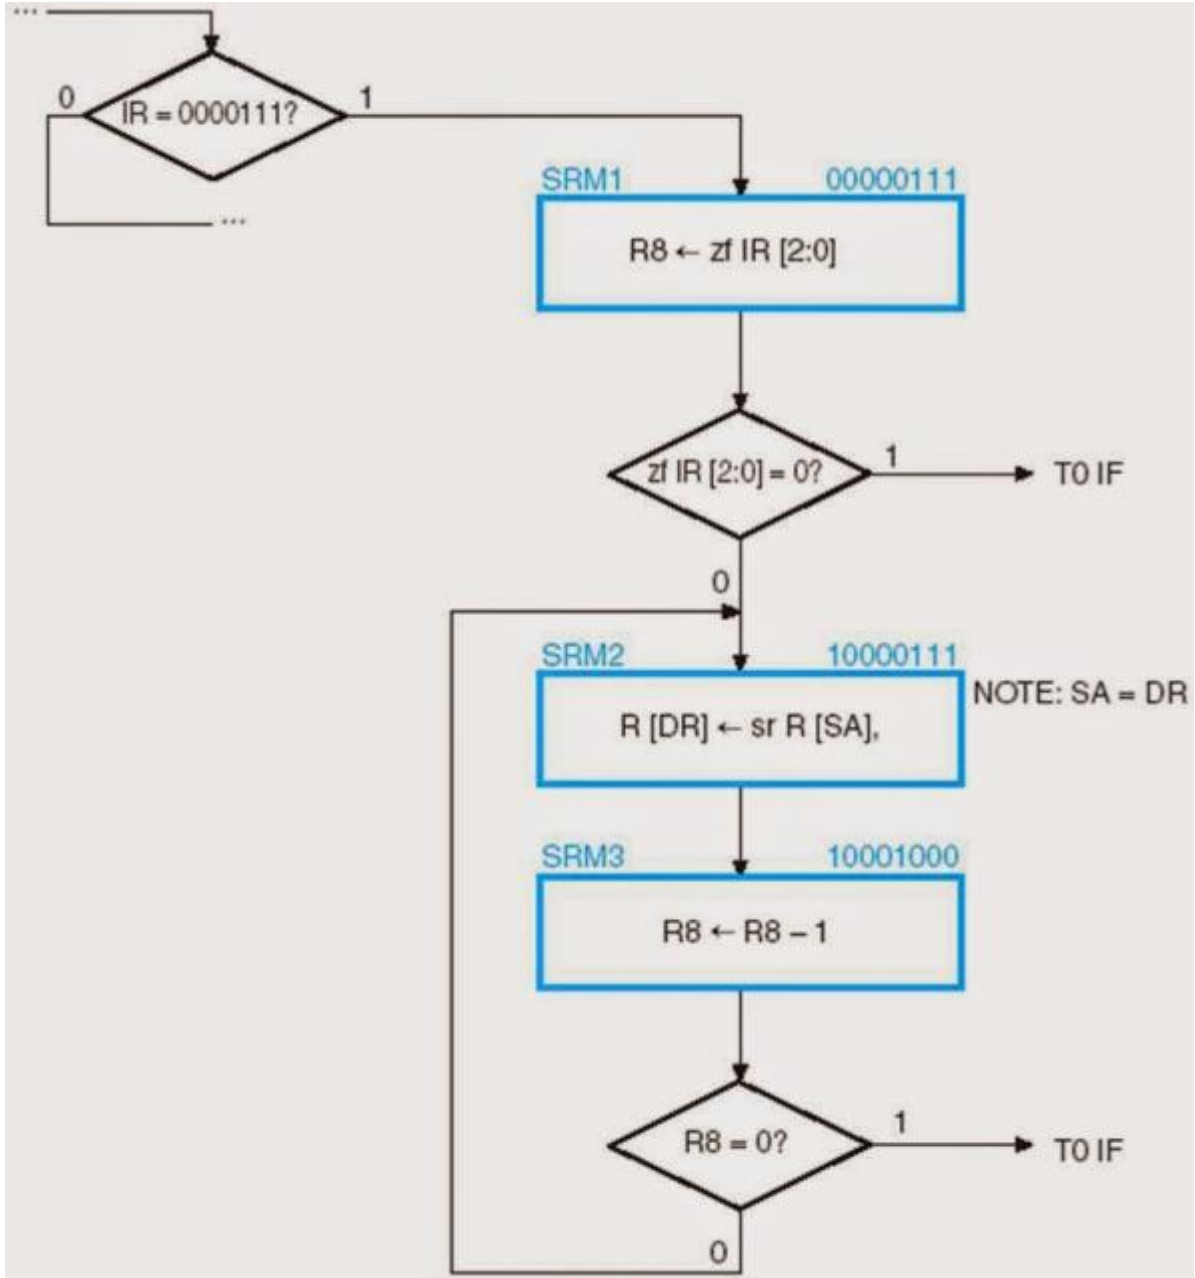 ...
0
IR = 0000111?
1
...
SRM1 00000111
R8 ← zf IR [2:0]
zf IR [2:0] = 0?
1
T0 IF
0
SRM2 10000111
NOTE: SA = DR
R [DR] ← sr R [SA],
SRM3 10001000
R8 ← R8 – 1
R8 = 0?
1
T0 IF
0